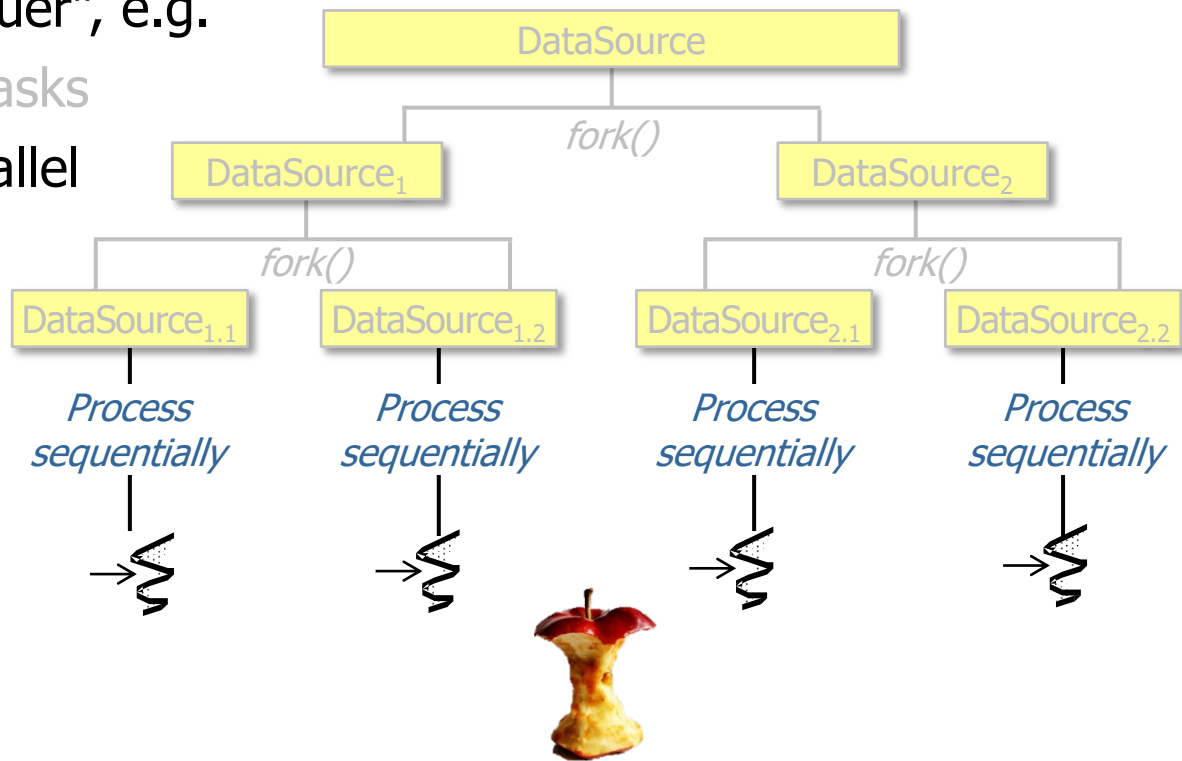 uer", e.g.
asks
allel
DataSource
fork()
DataSource₁
DataSource₂
fork()
fork()
DataSource₁.₁
DataSource₁.₂
DataSource₂.₁
DataSource₂.₂
Process
sequentially
Process
sequentially
Process
sequentially
Process
sequentially